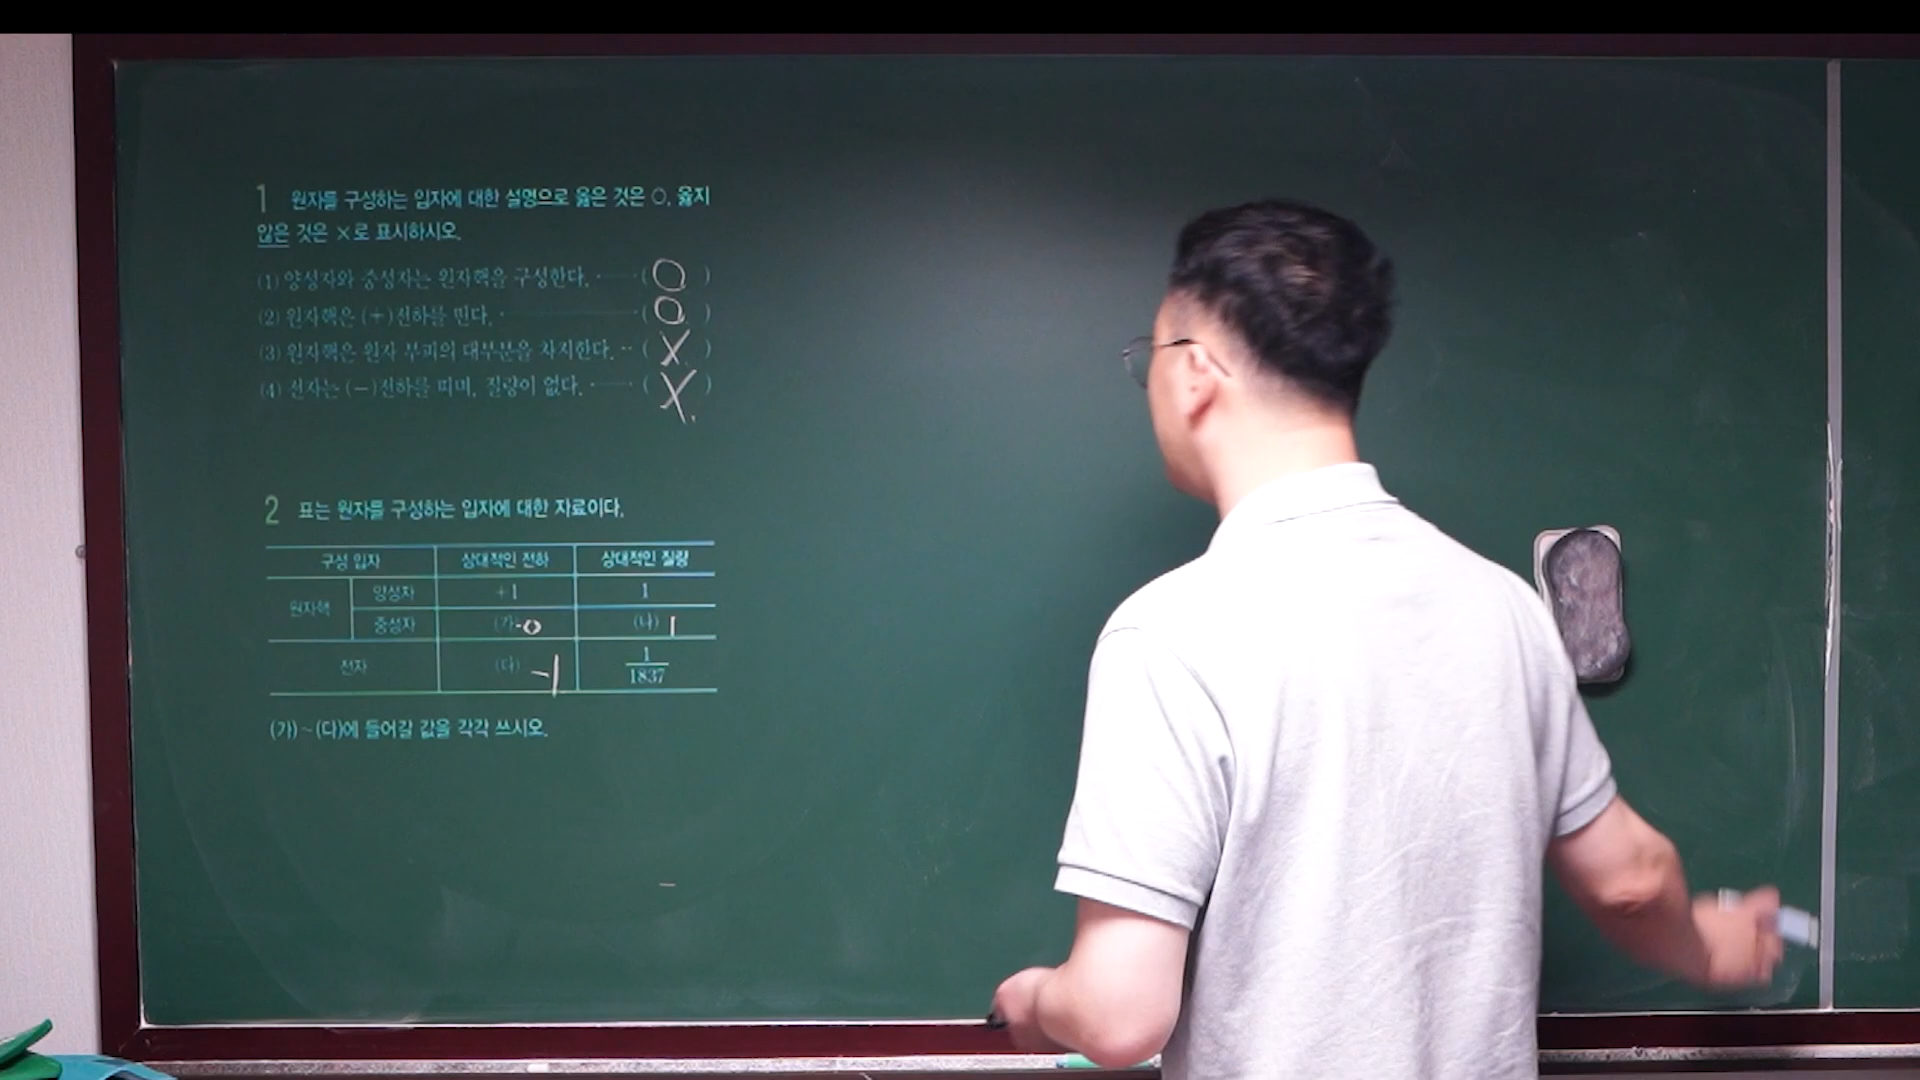 1 원자를 구성하는 입자에 대한 설명으로 옳은 것은 ○, 옳지
않은 것은 ×로 표시하시오.
(1) 양성자와 중성자는 원자핵을 구성한다. ······ ( O )
(2) 원자핵은 (+)전하를 띤다. ······ ( O )
(3) 원자핵은 원자 부피의 대부분을 차지한다. ·· ( X )
(4) 전자는 (−)전하를 띠며, 질량이 없다. ······ ( X )
2 표는 원자를 구성하는 입자에 대한 자료이다.
구성 입자 상대적인 전하 상대적인 질량
원자핵 양성자 +1 1
중성자 (가) 0 (나) 1
전자 (다) -1 1/1837
(가)~(다)에 들어갈 값을 각각 쓰시오.